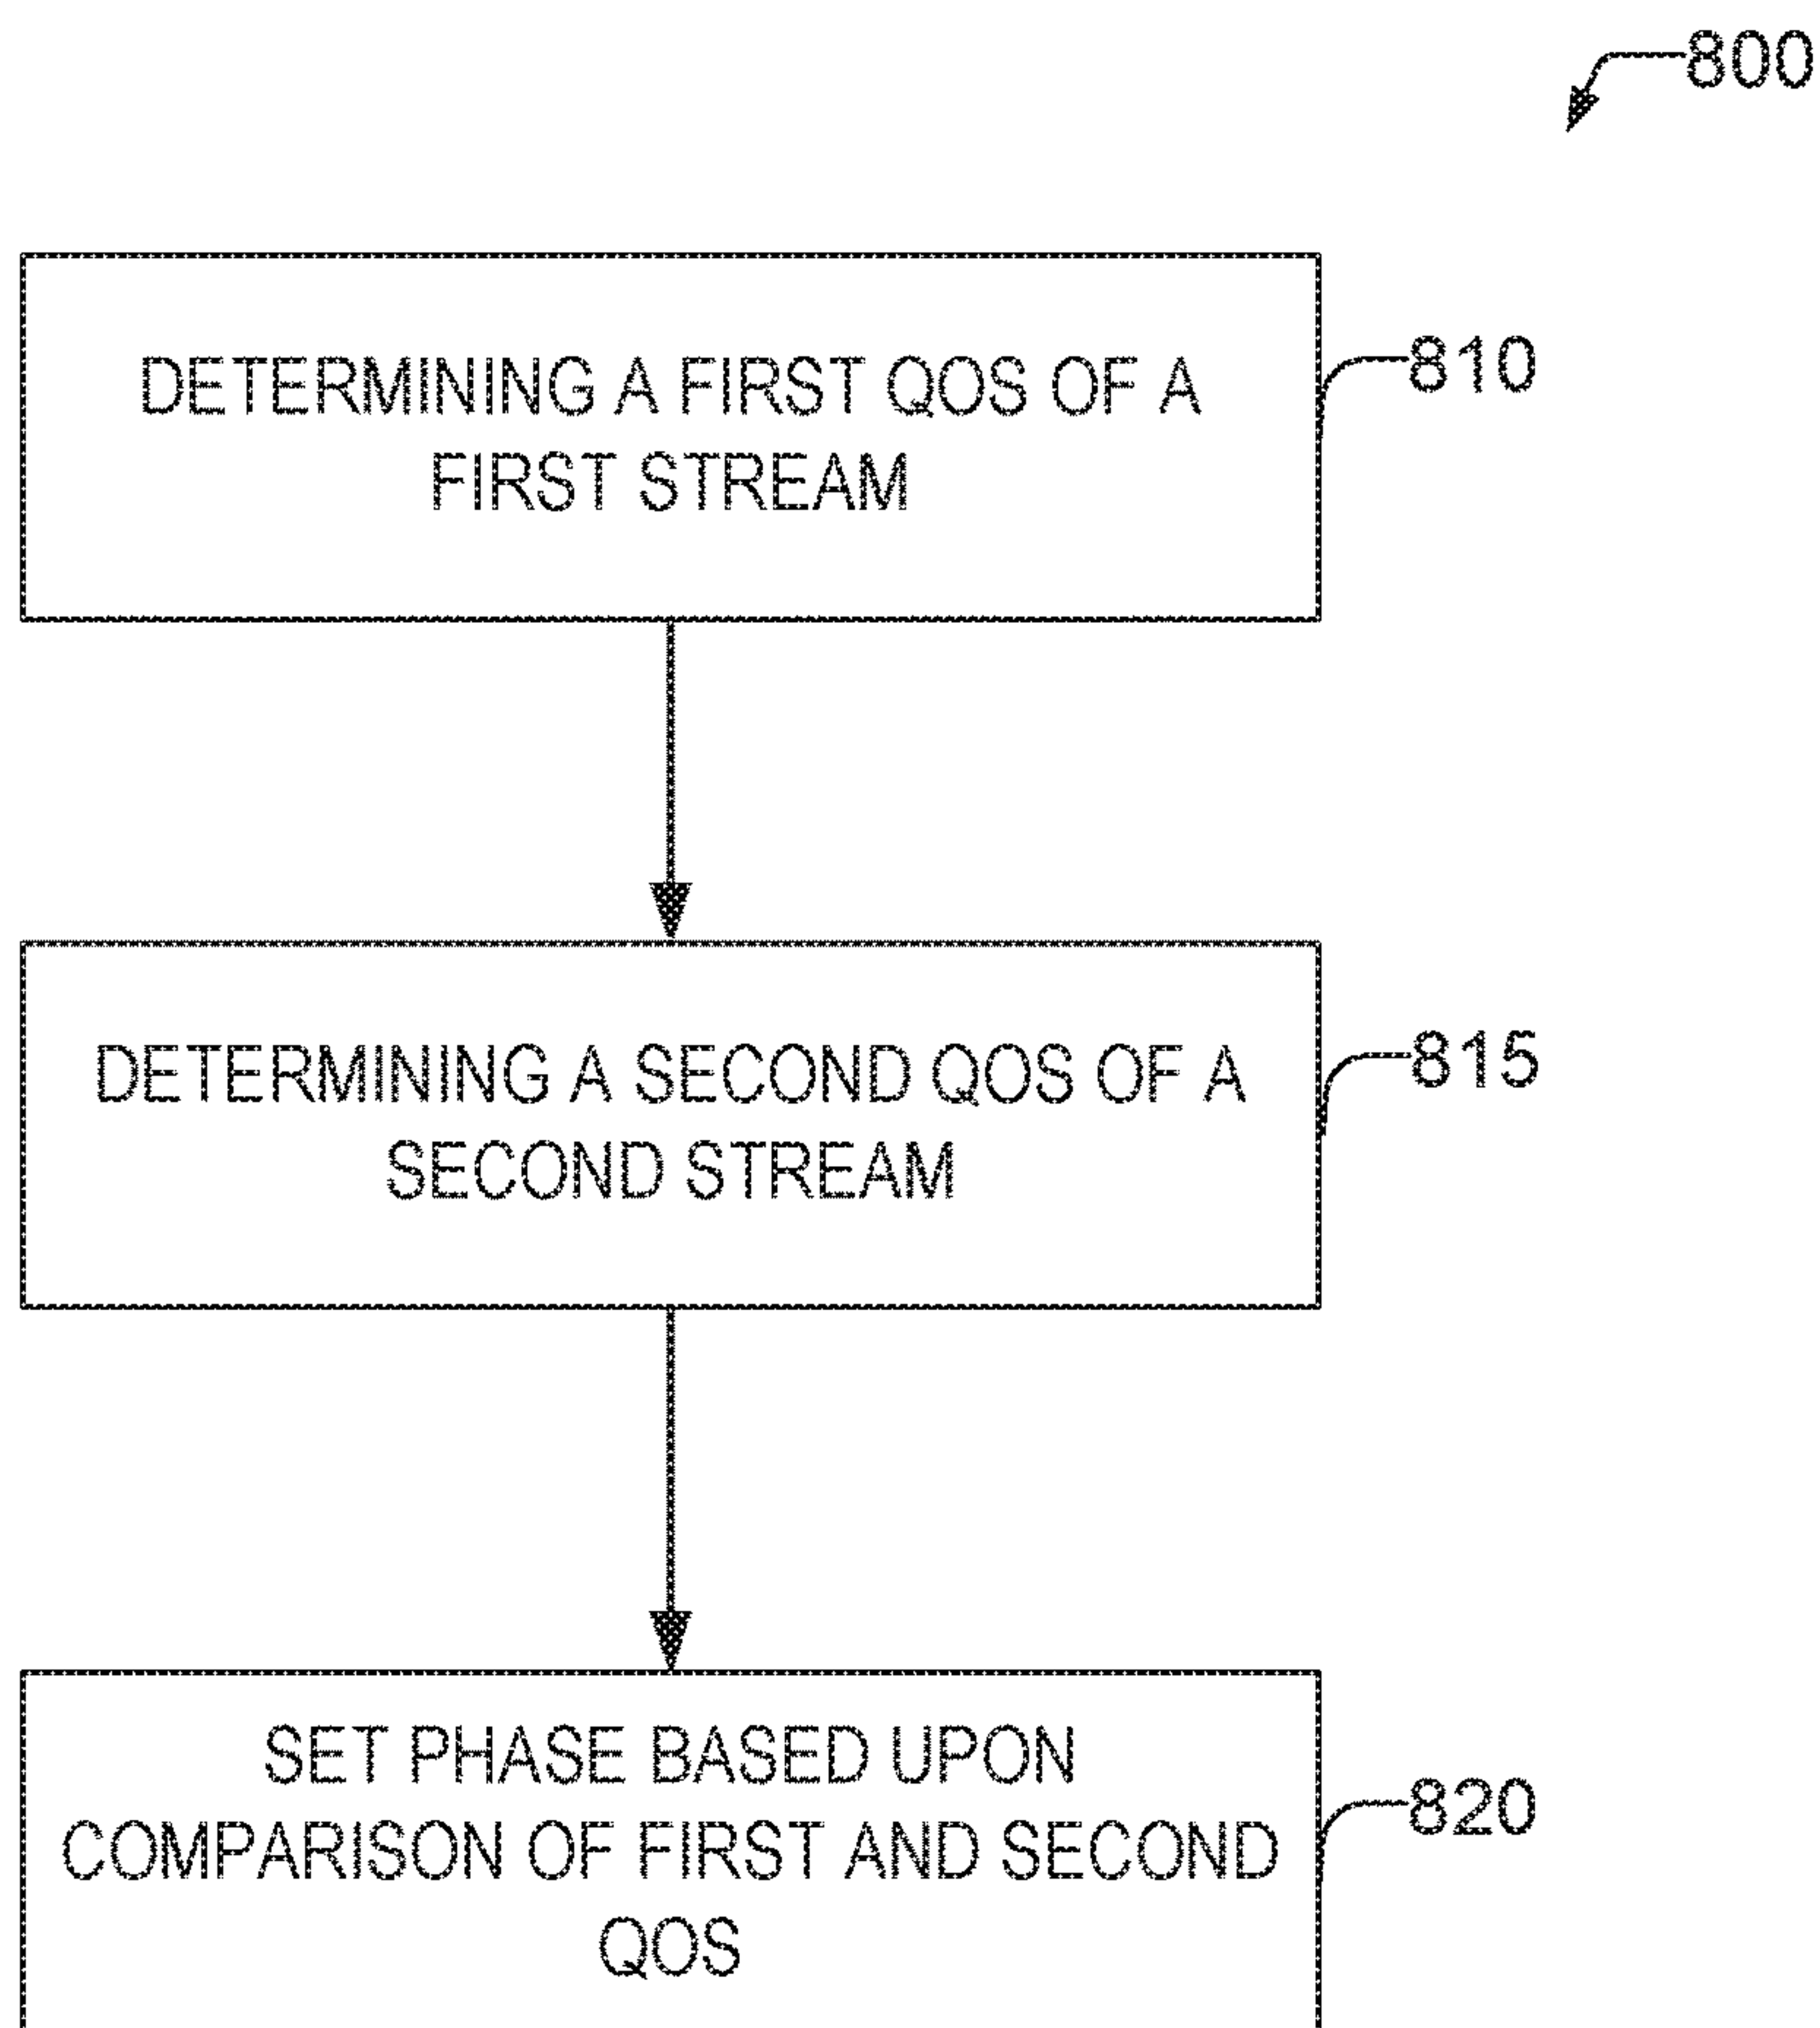 800
DETERMINING A FIRST QOS OF A
FIRST STREAM
810
DETERMINING A SECOND QOS OF A
SECOND STREAM
815
SET PHASE BASED UPON
COMPARISON OF FIRST AND SECOND
QOS
820